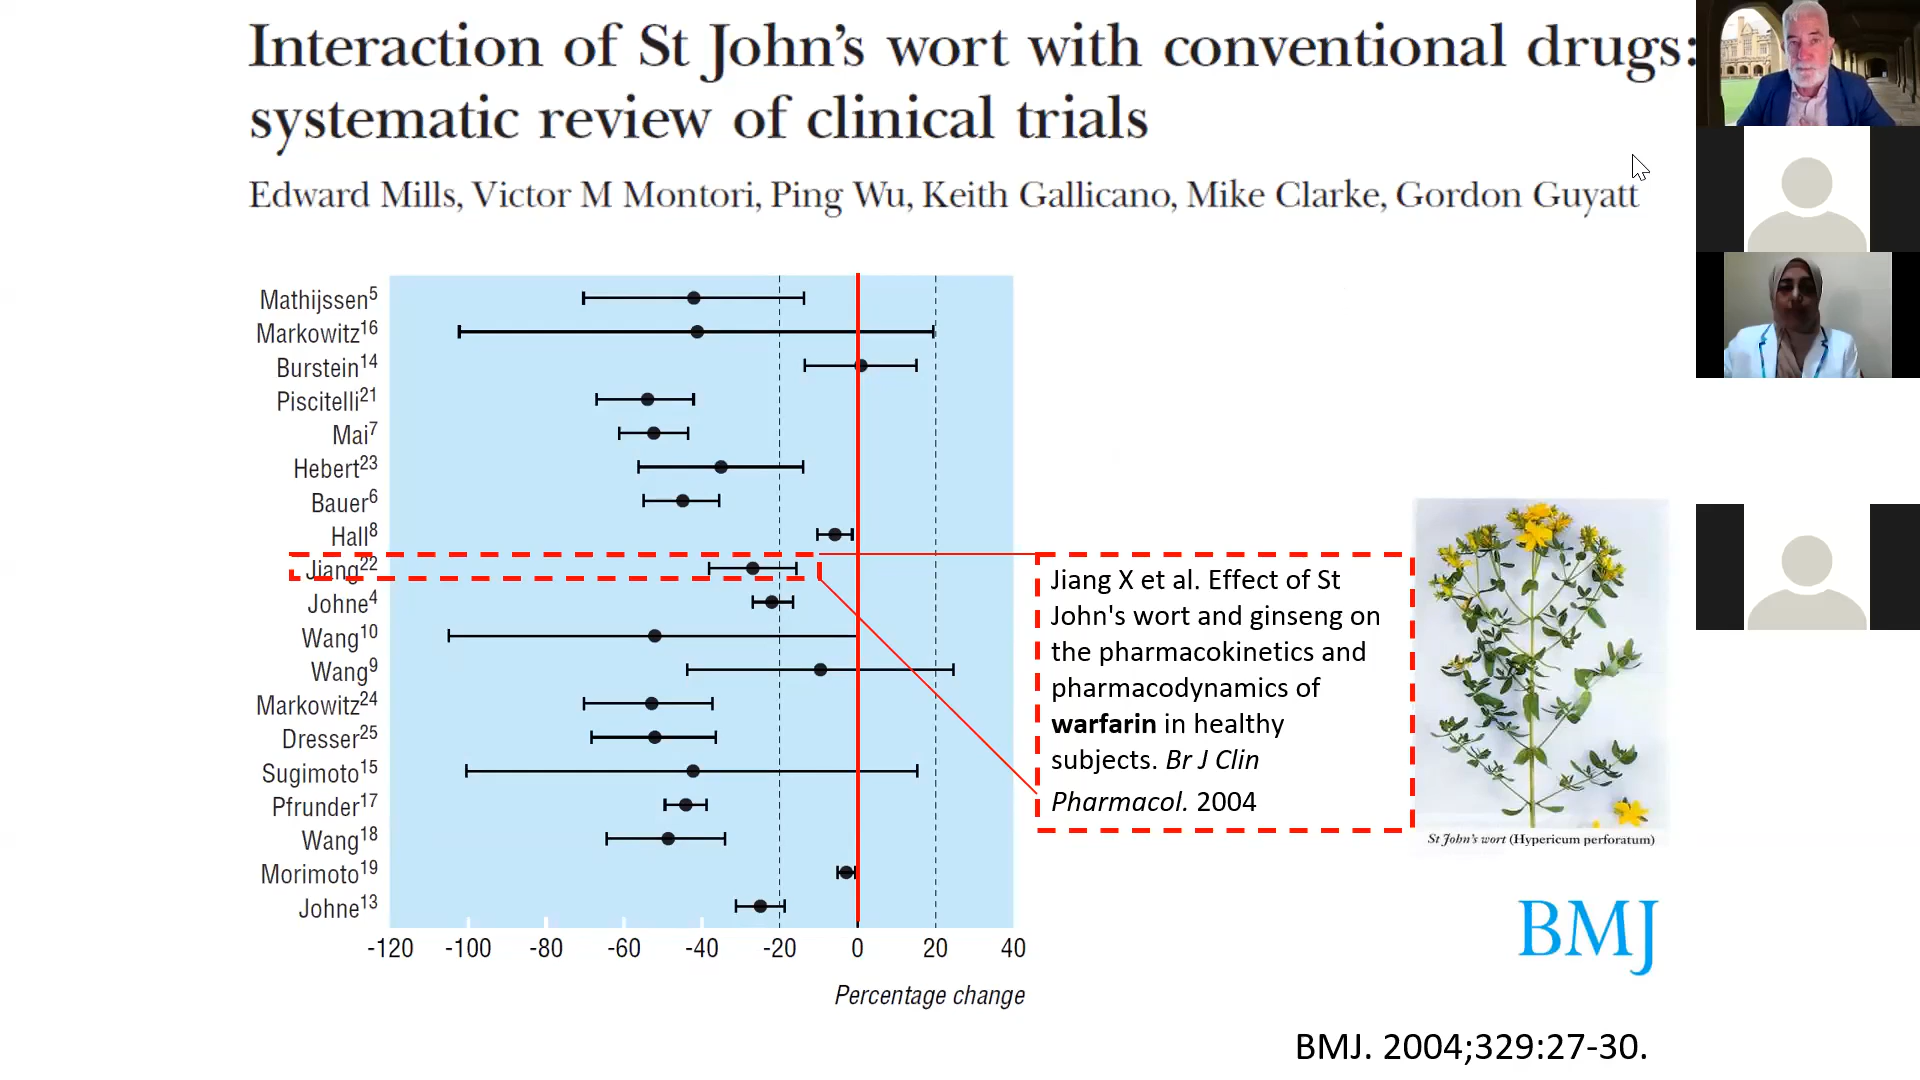 Interaction of St John's wort with conventional drugs:
systematic review of clinical trials
Edward Mills, Victor M Montori, Ping Wu, Keith Gallicano, Mike Clarke, Gordon Guyatt
Mathijssen⁵
Markowitz¹⁶
Burstein¹⁴
Piscitelli²¹
Mai⁷
Hebert²³
Bauer⁶
Hall⁸
Jiang²²
Johne⁴
Wang¹⁰
Wang⁹
Markowitz²⁴
Dresser²⁵
Sugimoto¹⁵
Pfrunder¹⁷
Wang¹⁸
Morimoto¹⁹
Johne¹³
-120 -100 -80 -60 -40 -20 0 20 40
Percentage change
Jiang X et al. Effect of St
John's wort and ginseng on
the pharmacokinetics and
pharmacodynamics of
warfarin in healthy
subjects. Br J Clin
Pharmacol. 2004
St John's wort (Hypericum perforatum)
BMJ
BMJ. 2004;329:27-30.